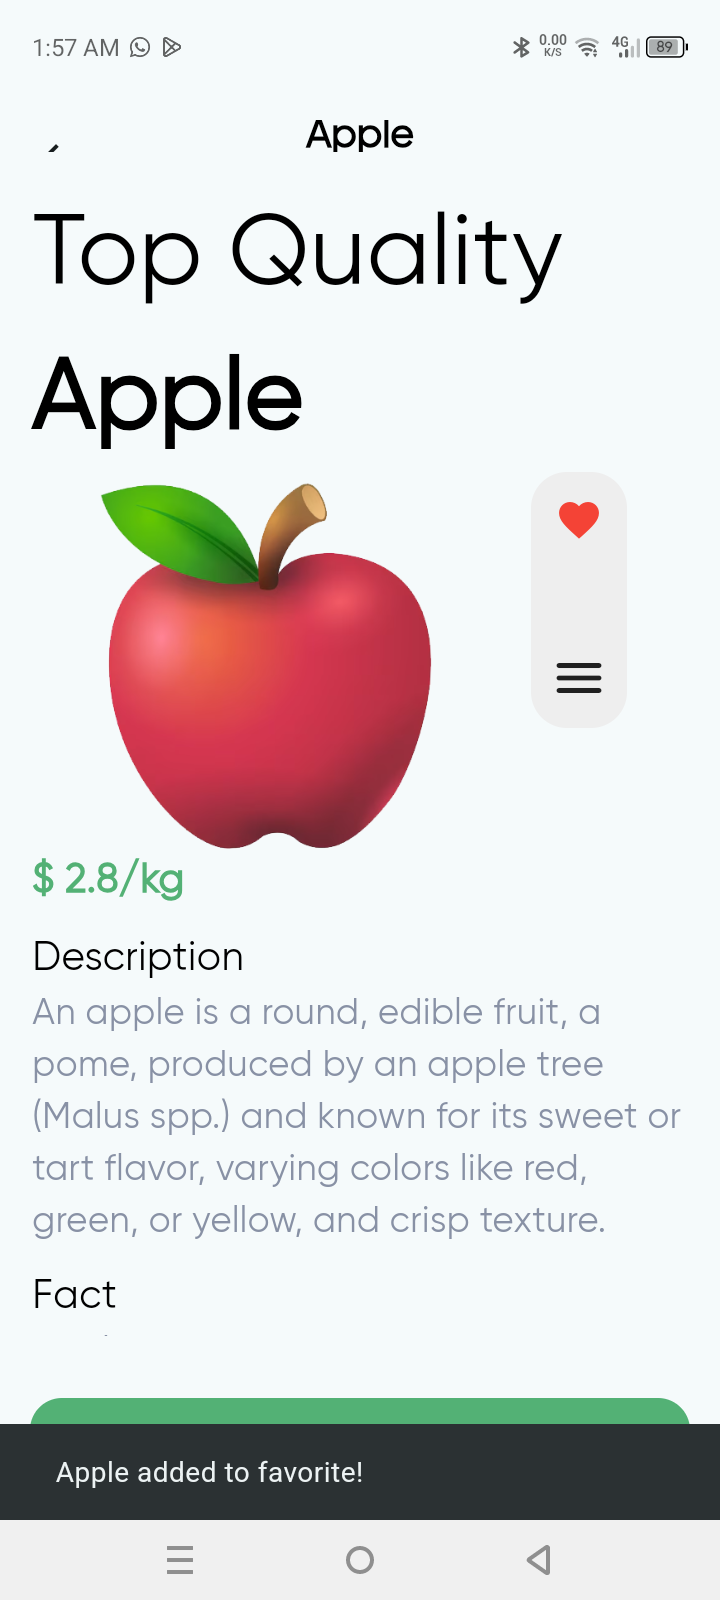 1:57 AM
0.00
K/S
4G
89
Apple
Top Quality
Apple
$ 2.8/kg
Description
An apple is a round, edible fruit, a
pome, produced by an apple tree
(Malus spp.) and known for its sweet or
tart flavor, varying colors like red,
green, or yellow, and crisp texture.
Fact
Apple added to favorite!